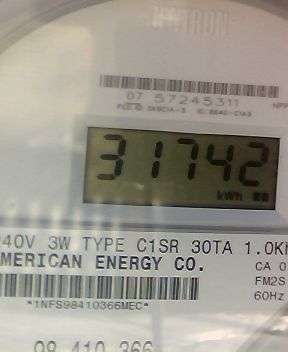 07 57245311
31742
kWh
240V 3W TYPE C1SR 30TA 1.0K
AMERICAN ENERGY CO.
CA 0
FM2S
60Hz
*1NFS98410366MEC*
98 410 366